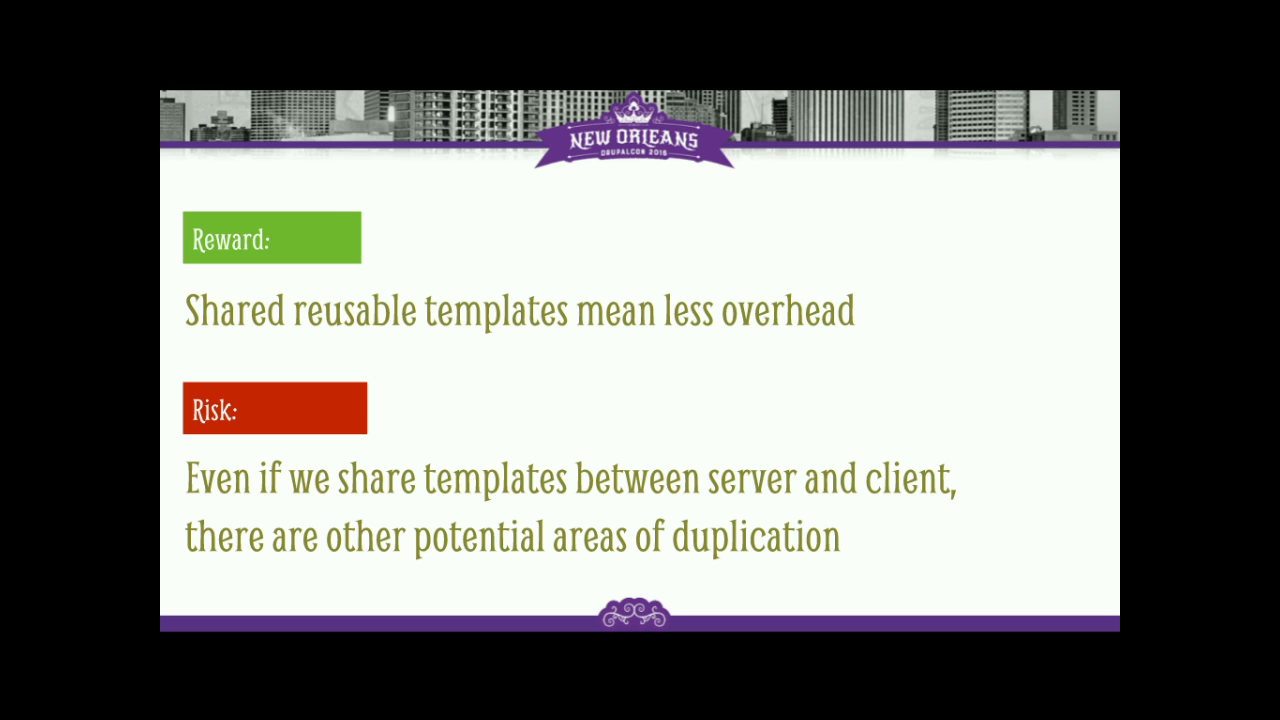 NEW ORLEANS
DRUPALCON 2016
Reward:
Shared reusable templates mean less overhead
Risk:
Even if we share templates between server and client,
there are other potential areas of duplication